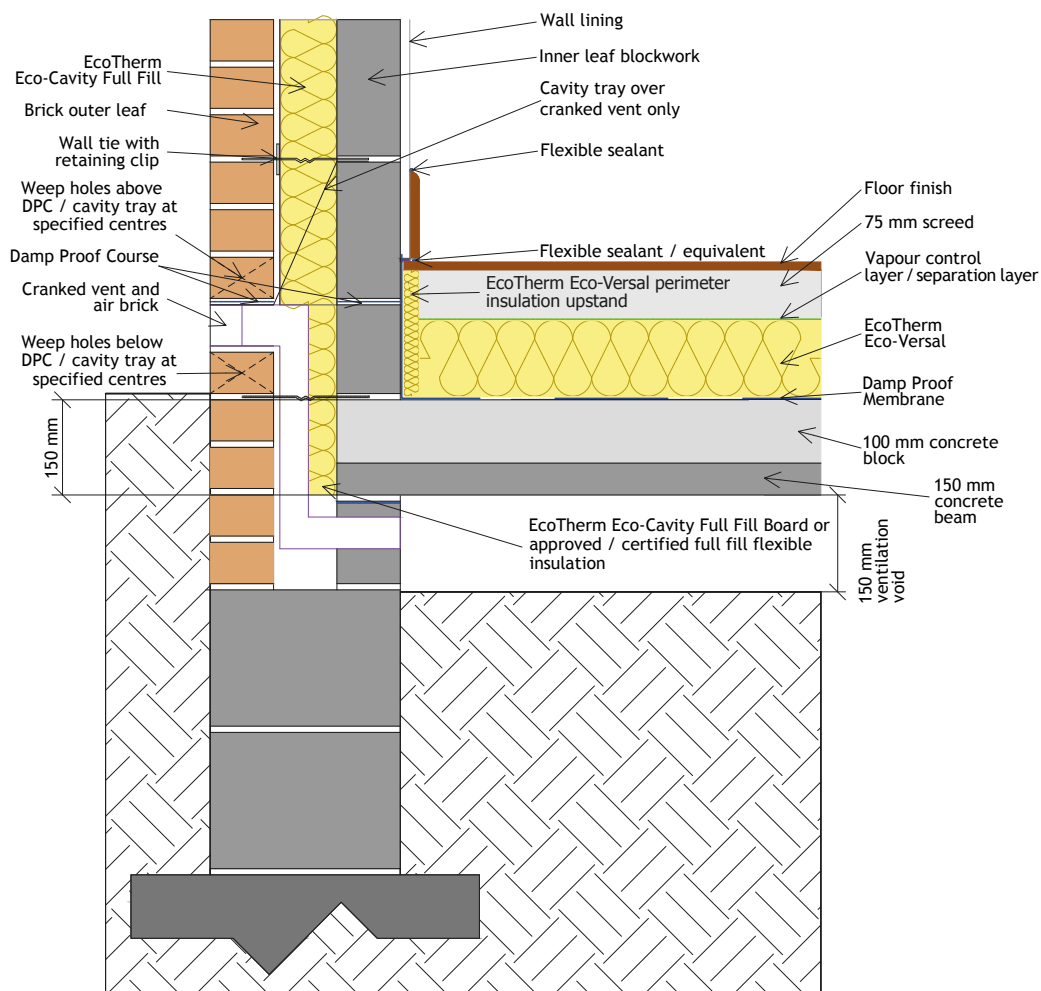 EcoTherm
Eco-Cavity Full Fill
Brick outer leaf
Wall tie with
retaining clip
Weep holes above
DPC / cavity tray at
specified centres
Damp Proof Course
Cranked vent and
air brick
Weep holes below
DPC / cavity tray at
specified centres
150 mm
Wall lining
Inner leaf blockwork
Cavity tray over
cranked vent only
Flexible sealant
Flexible sealant / equivalent
EcoTherm Eco-Versal perimeter
insulation upstand
Floor finish
75 mm screed
Vapour control
layer / separation layer
EcoTherm
Eco-Versal
Damp Proof
Membrane
100 mm concrete
block
150 mm
concrete
beam
EcoTherm Eco-Cavity Full Fill Board or
approved / certified full fill flexible
insulation
150 mm
ventilation
void